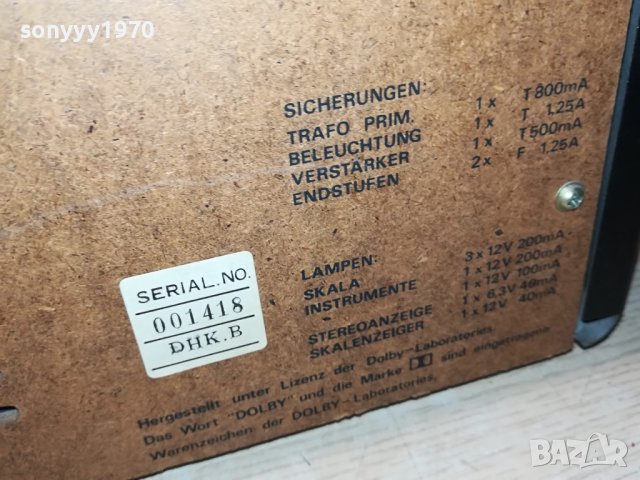 sonyyy1970
SICHERUNGEN:
TRAFO PRIM. 1 x T 800mA
BELEUCHTUNG 1 x T 1,25A
VERSTÄRKER 1 x T 500mA
ENDSTUFEN 2 x F 1,25A
LAMPEN:
SKALA 3 x 12V 200mA
INSTRUMENTE 1 x 12V 200mA
1 x 12V 100mA
STEREOANZEIGE 1 x 6,3V 46mA
SKALENZEIGER 1 x 12V 40mA
SERIAL.NO.
001418
DHK.B
Hergestellt unter Lizenz der Dolby-Laboratories.
Das Wort "DOLBY" und die Marke sind eingetragene
Warenzeichen der DOLBY-Laboratories.
BAZAR.BG